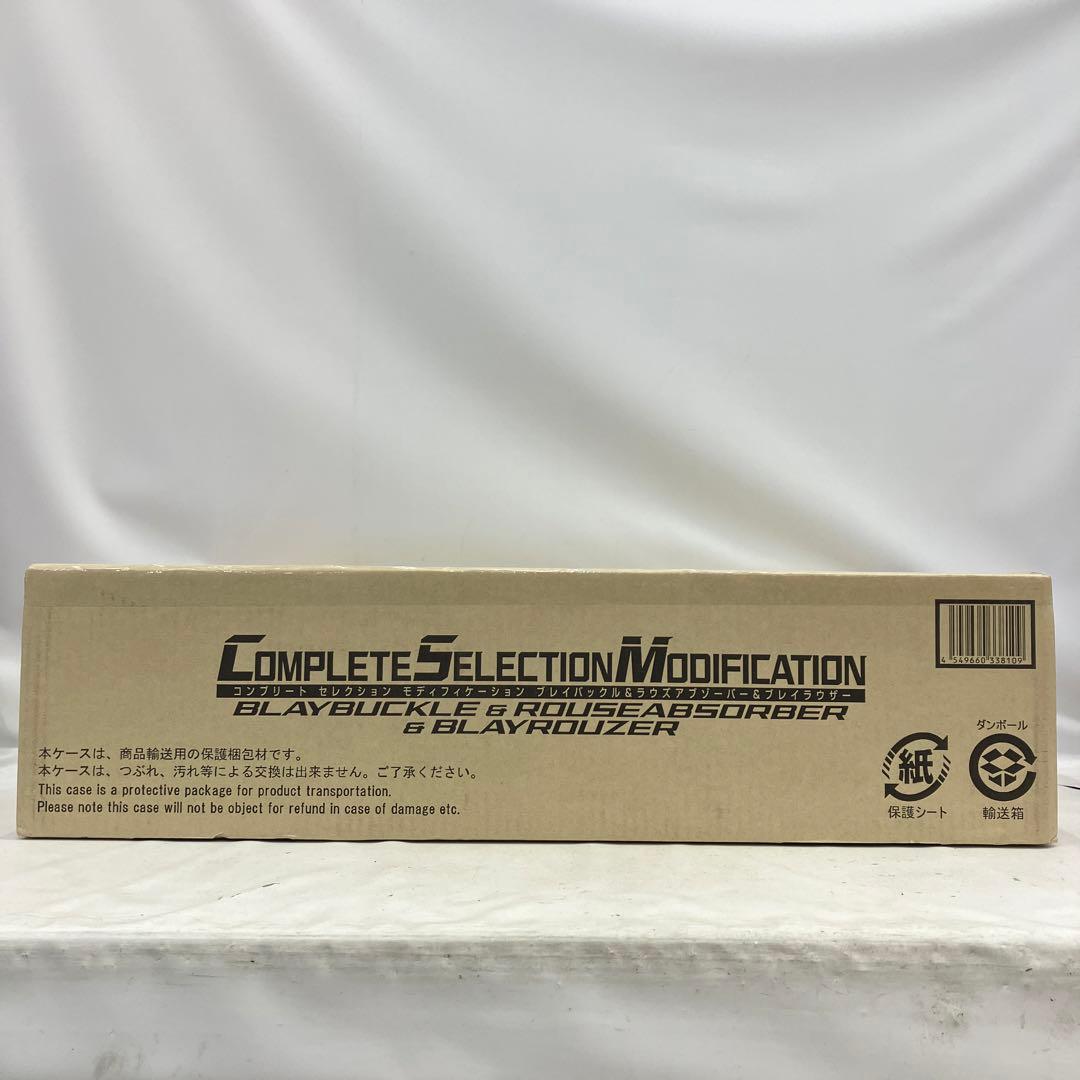 COMPLETE SELECTION MODIFICATION
コンプリート セレクション モディフィケーション ブレイバックル&ラウズアブソーバー&ブレイラウザー
BLAYBUCKLE & ROUSEABSORBER
& BLAYROUZER
4 549660 338109
本ケースは、商品輸送用の保護梱包材です。
本ケースは、つぶれ、汚れ等による交換は出来ません。ご了承ください。
This case is a protective package for product transportation.
Please note this case will not be object for refund in case of damage etc.
紙
保護シート
ダンボール
輸送箱